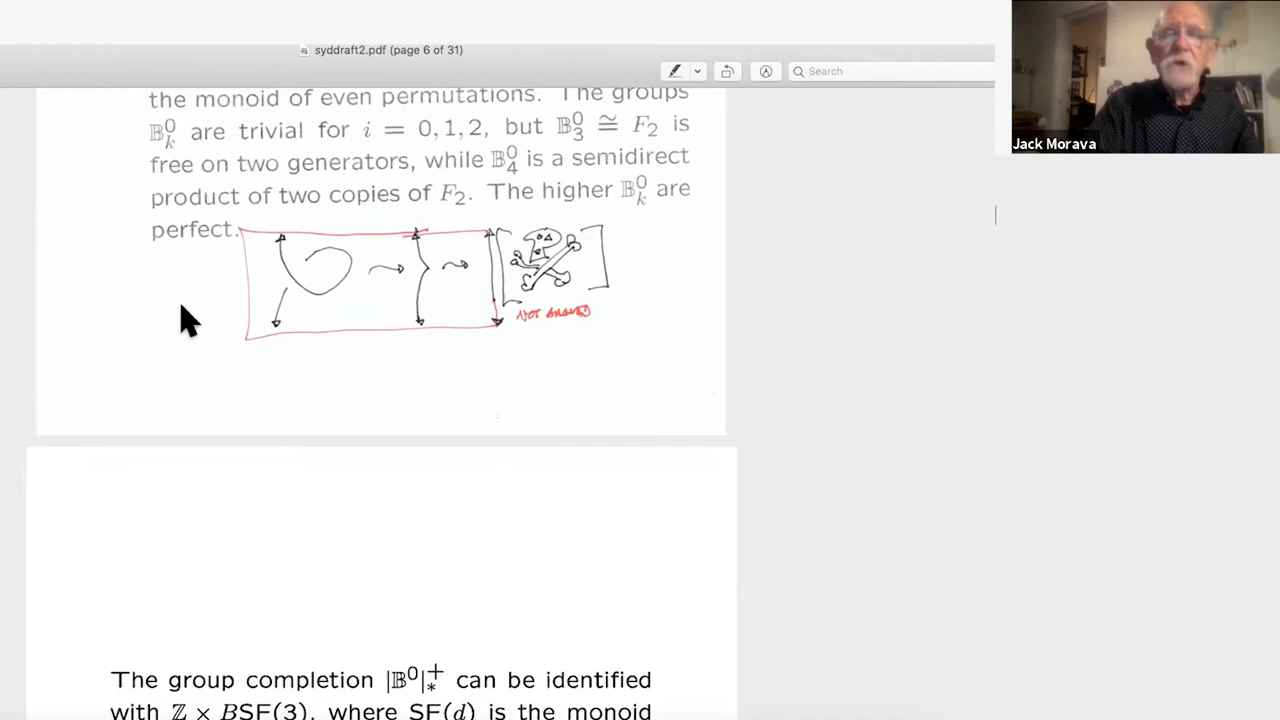 syddraft2.pdf (page 6 of 31)
Search
Jack Morava
the monoid of even permutations. The groups
𝔹⁰ₖ are trivial for i = 0, 1, 2, but 𝔹⁰₃ ≅ F₂ is
free on two generators, while 𝔹⁰₄ is a semidirect
product of two copies of F₂. The higher 𝔹⁰ₖ are
perfect.
NOT ALLOWED
The group completion |𝔹⁰|⁺⁎ can be identified
with ℤ × BSF(3), where SF(d) is the monoid